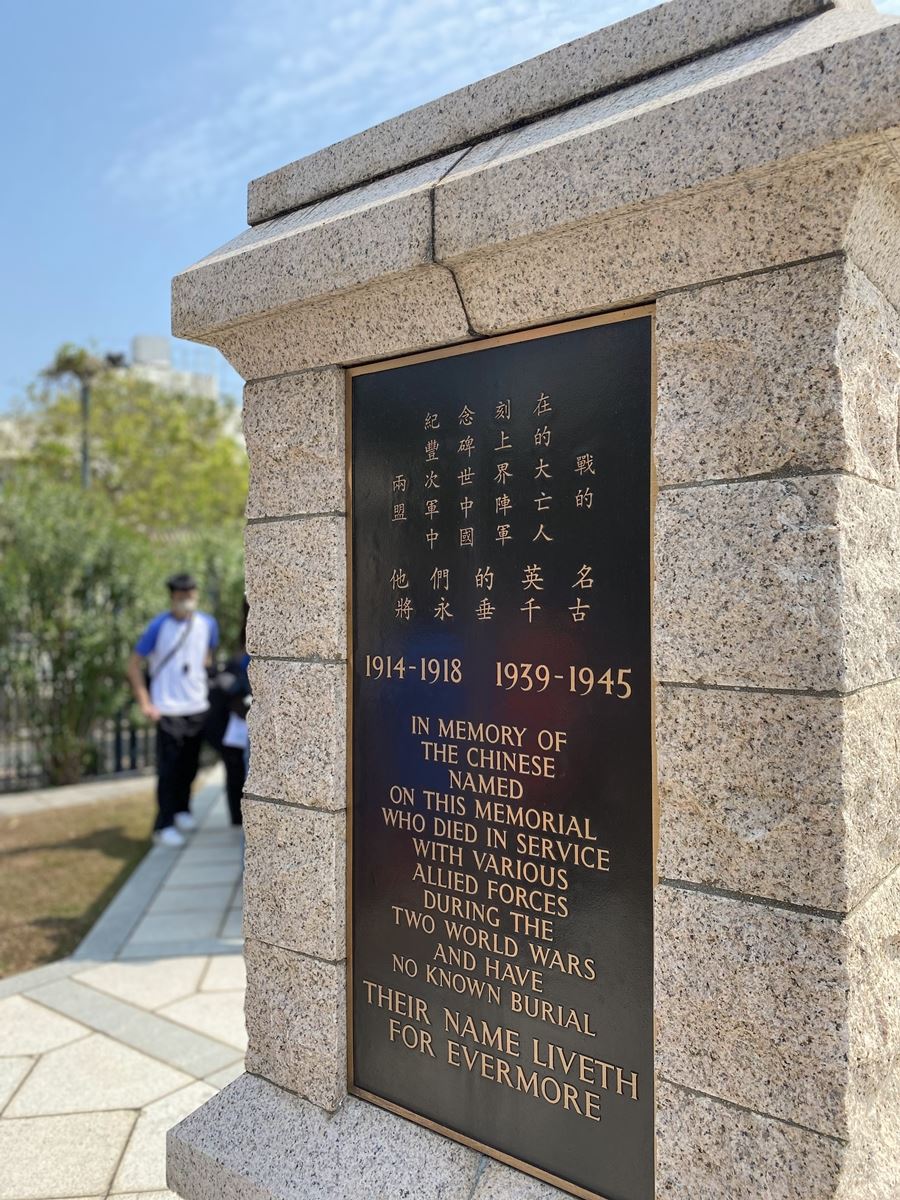 紀念刻在
豐碑上的
兩次世界大戰
盟軍中陣亡的
中國軍人
他們的英名
將永垂千古
1914-1918 1939-1945
IN MEMORY OF
THE CHINESE
NAMED
ON THIS MEMORIAL
WHO DIED IN SERVICE
WITH VARIOUS
ALLIED FORCES
DURING THE
TWO WORLD WARS
AND HAVE
NO KNOWN BURIAL
THEIR NAME LIVETH
FOR EVERMORE